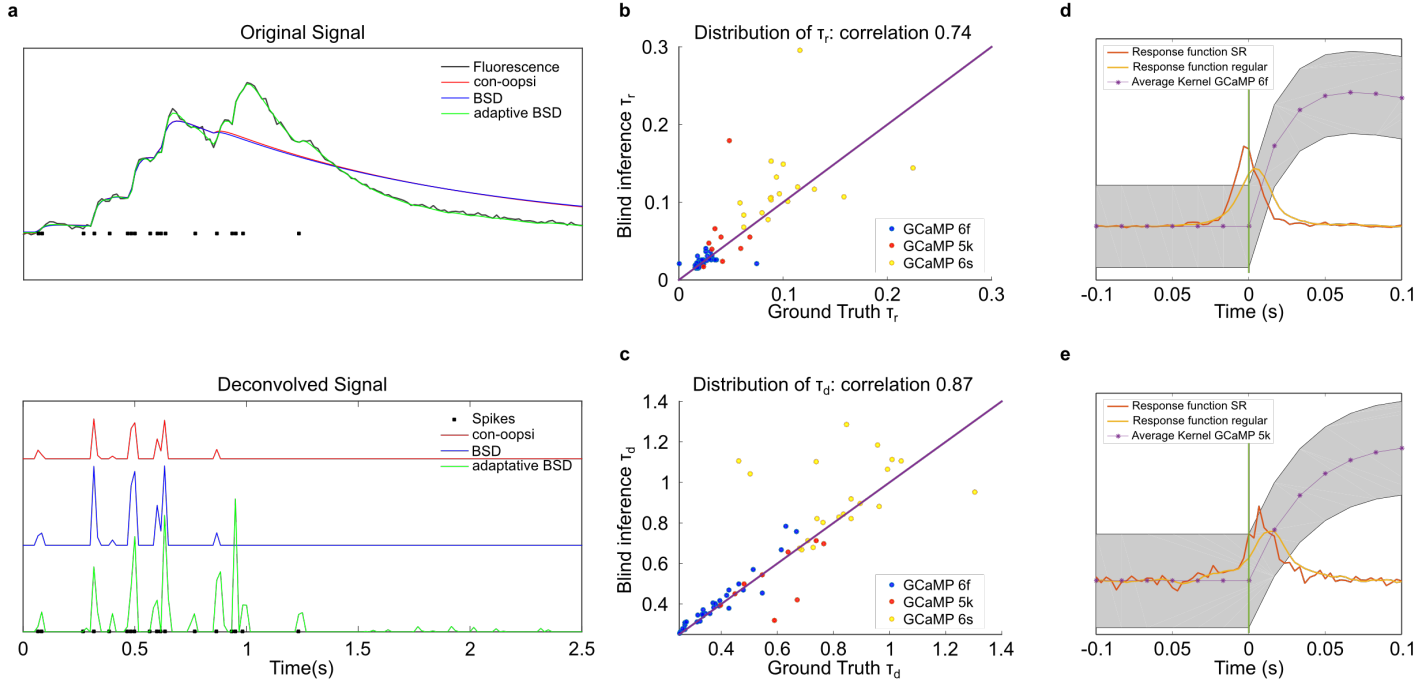 a
Original Signal
Fluorescence
con-oopsi
BSD
adaptive BSD
Deconvolved Signal
Spikes
con-oopsi
BSD
adaptative BSD
0
0.5
1
1.5
2
2.5
Time(s)
b
Distribution of τr: correlation 0.74
0.3
0.2
0.1
0
Blind inference τr
GCaMP 6f
GCaMP 5k
GCaMP 6s
0
0.1
0.2
0.3
Ground Truth τr
c
Distribution of τd: correlation 0.87
1.4
1.2
1
0.8
0.6
0.4
Blind inference τd
GCaMP 6f
GCaMP 5k
GCaMP 6s
0.4
0.6
0.8
1
1.2
1.4
Ground Truth τd
d
Response function SR
Response function regular
Average Kernel GCaMP 6f
-0.1
-0.05
0
0.05
0.1
Time (s)
e
Response function SR
Response function regular
Average Kernel GCaMP 5k
-0.1
-0.05
0
0.05
0.1
Time (s)